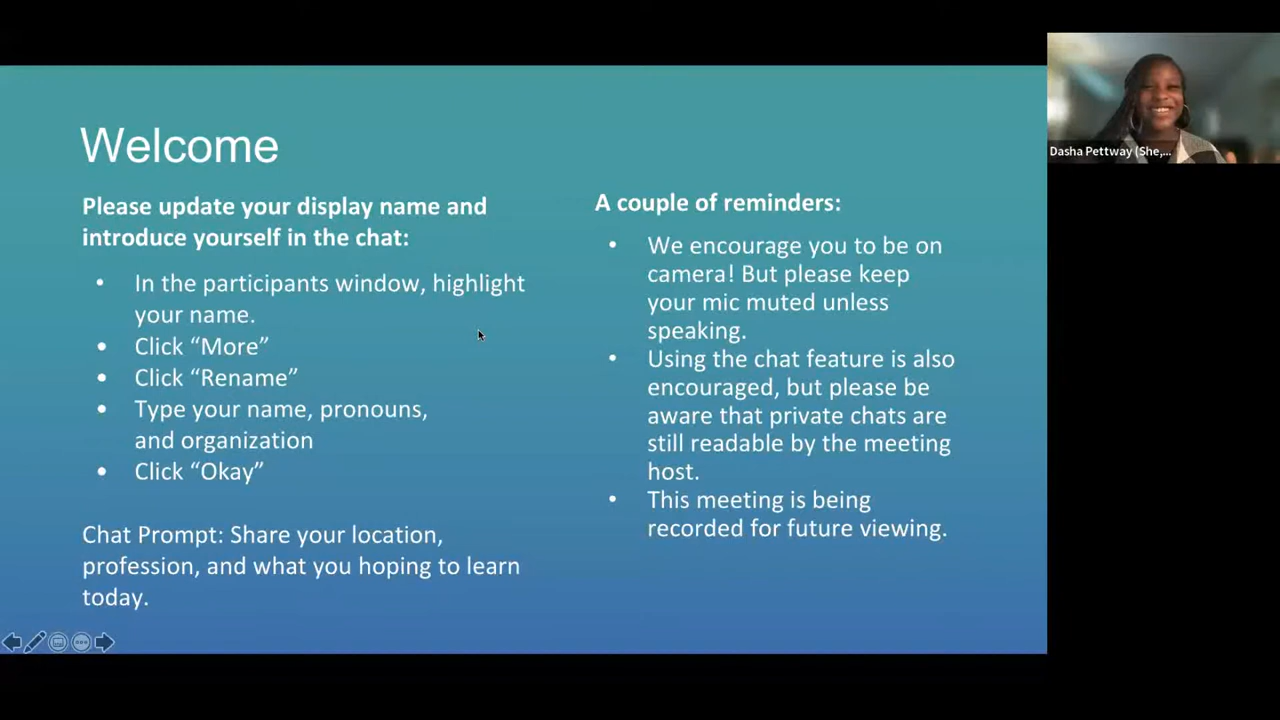 Welcome
Please update your display name and
introduce yourself in the chat:
• In the participants window, highlight
your name.
• Click “More”
• Click “Rename”
• Type your name, pronouns,
and organization
• Click “Okay”
Chat Prompt: Share your location,
profession, and what you hoping to learn
today.
A couple of reminders:
• We encourage you to be on
camera! But please keep
your mic muted unless
speaking.
• Using the chat feature is also
encouraged, but please be
aware that private chats are
still readable by the meeting
host.
• This meeting is being
recorded for future viewing.
Dasha Pettway (She,...